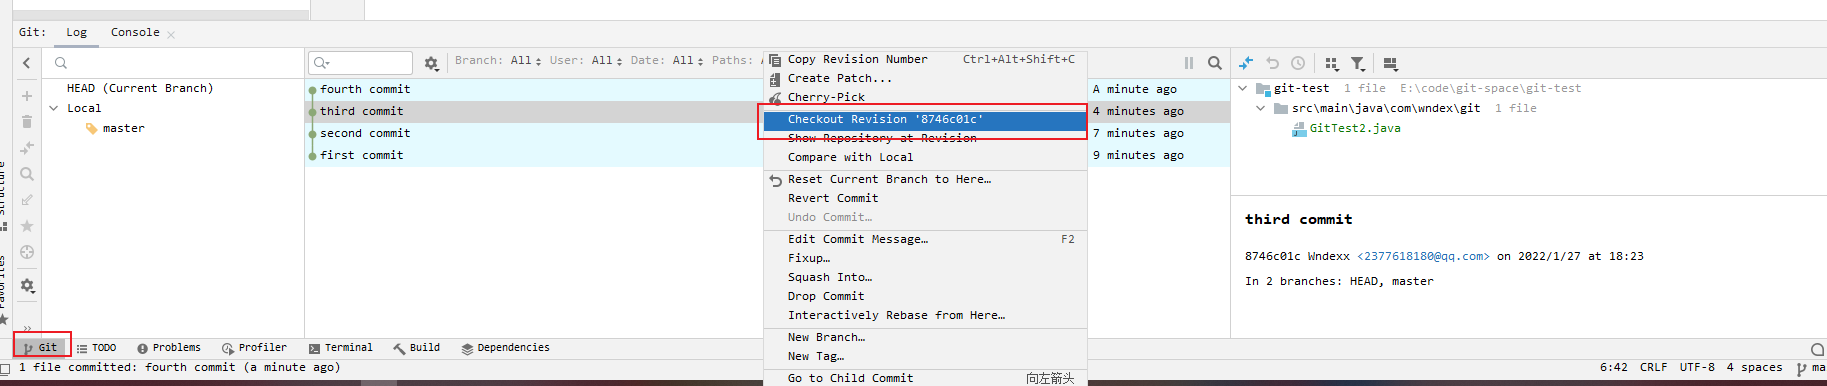 Git: Log Console
Branch: All User: All Date: All Paths:
HEAD (Current Branch)
Local
master
fourth commit A minute ago
third commit 4 minutes ago
second commit 7 minutes ago
first commit 9 minutes ago
Copy Revision Number Ctrl+Alt+Shift+C
Create Patch...
Cherry-Pick
Checkout Revision '8746c01c'
Show Repository at Revision
Compare with Local
Reset Current Branch to Here…
Revert Commit
Undo Commit…
Edit Commit Message… F2
Fixup…
Squash Into…
Drop Commit
Interactively Rebase from Here…
New Branch…
New Tag…
Go to Child Commit 向左箭头
git-test 1 file E:\code\git-space\git-test
src\main\java\com\wndex\git 1 file
GitTest2.java
third commit
8746c01c Wndexx <2377618180@qq.com> on 2022/1/27 at 18:23
In 2 branches: HEAD, master
Structure
Favorites
Git TODO Problems Profiler Terminal Build Dependencies
1 file committed: fourth commit (a minute ago)
6:42 CRLF UTF-8 4 spaces ma